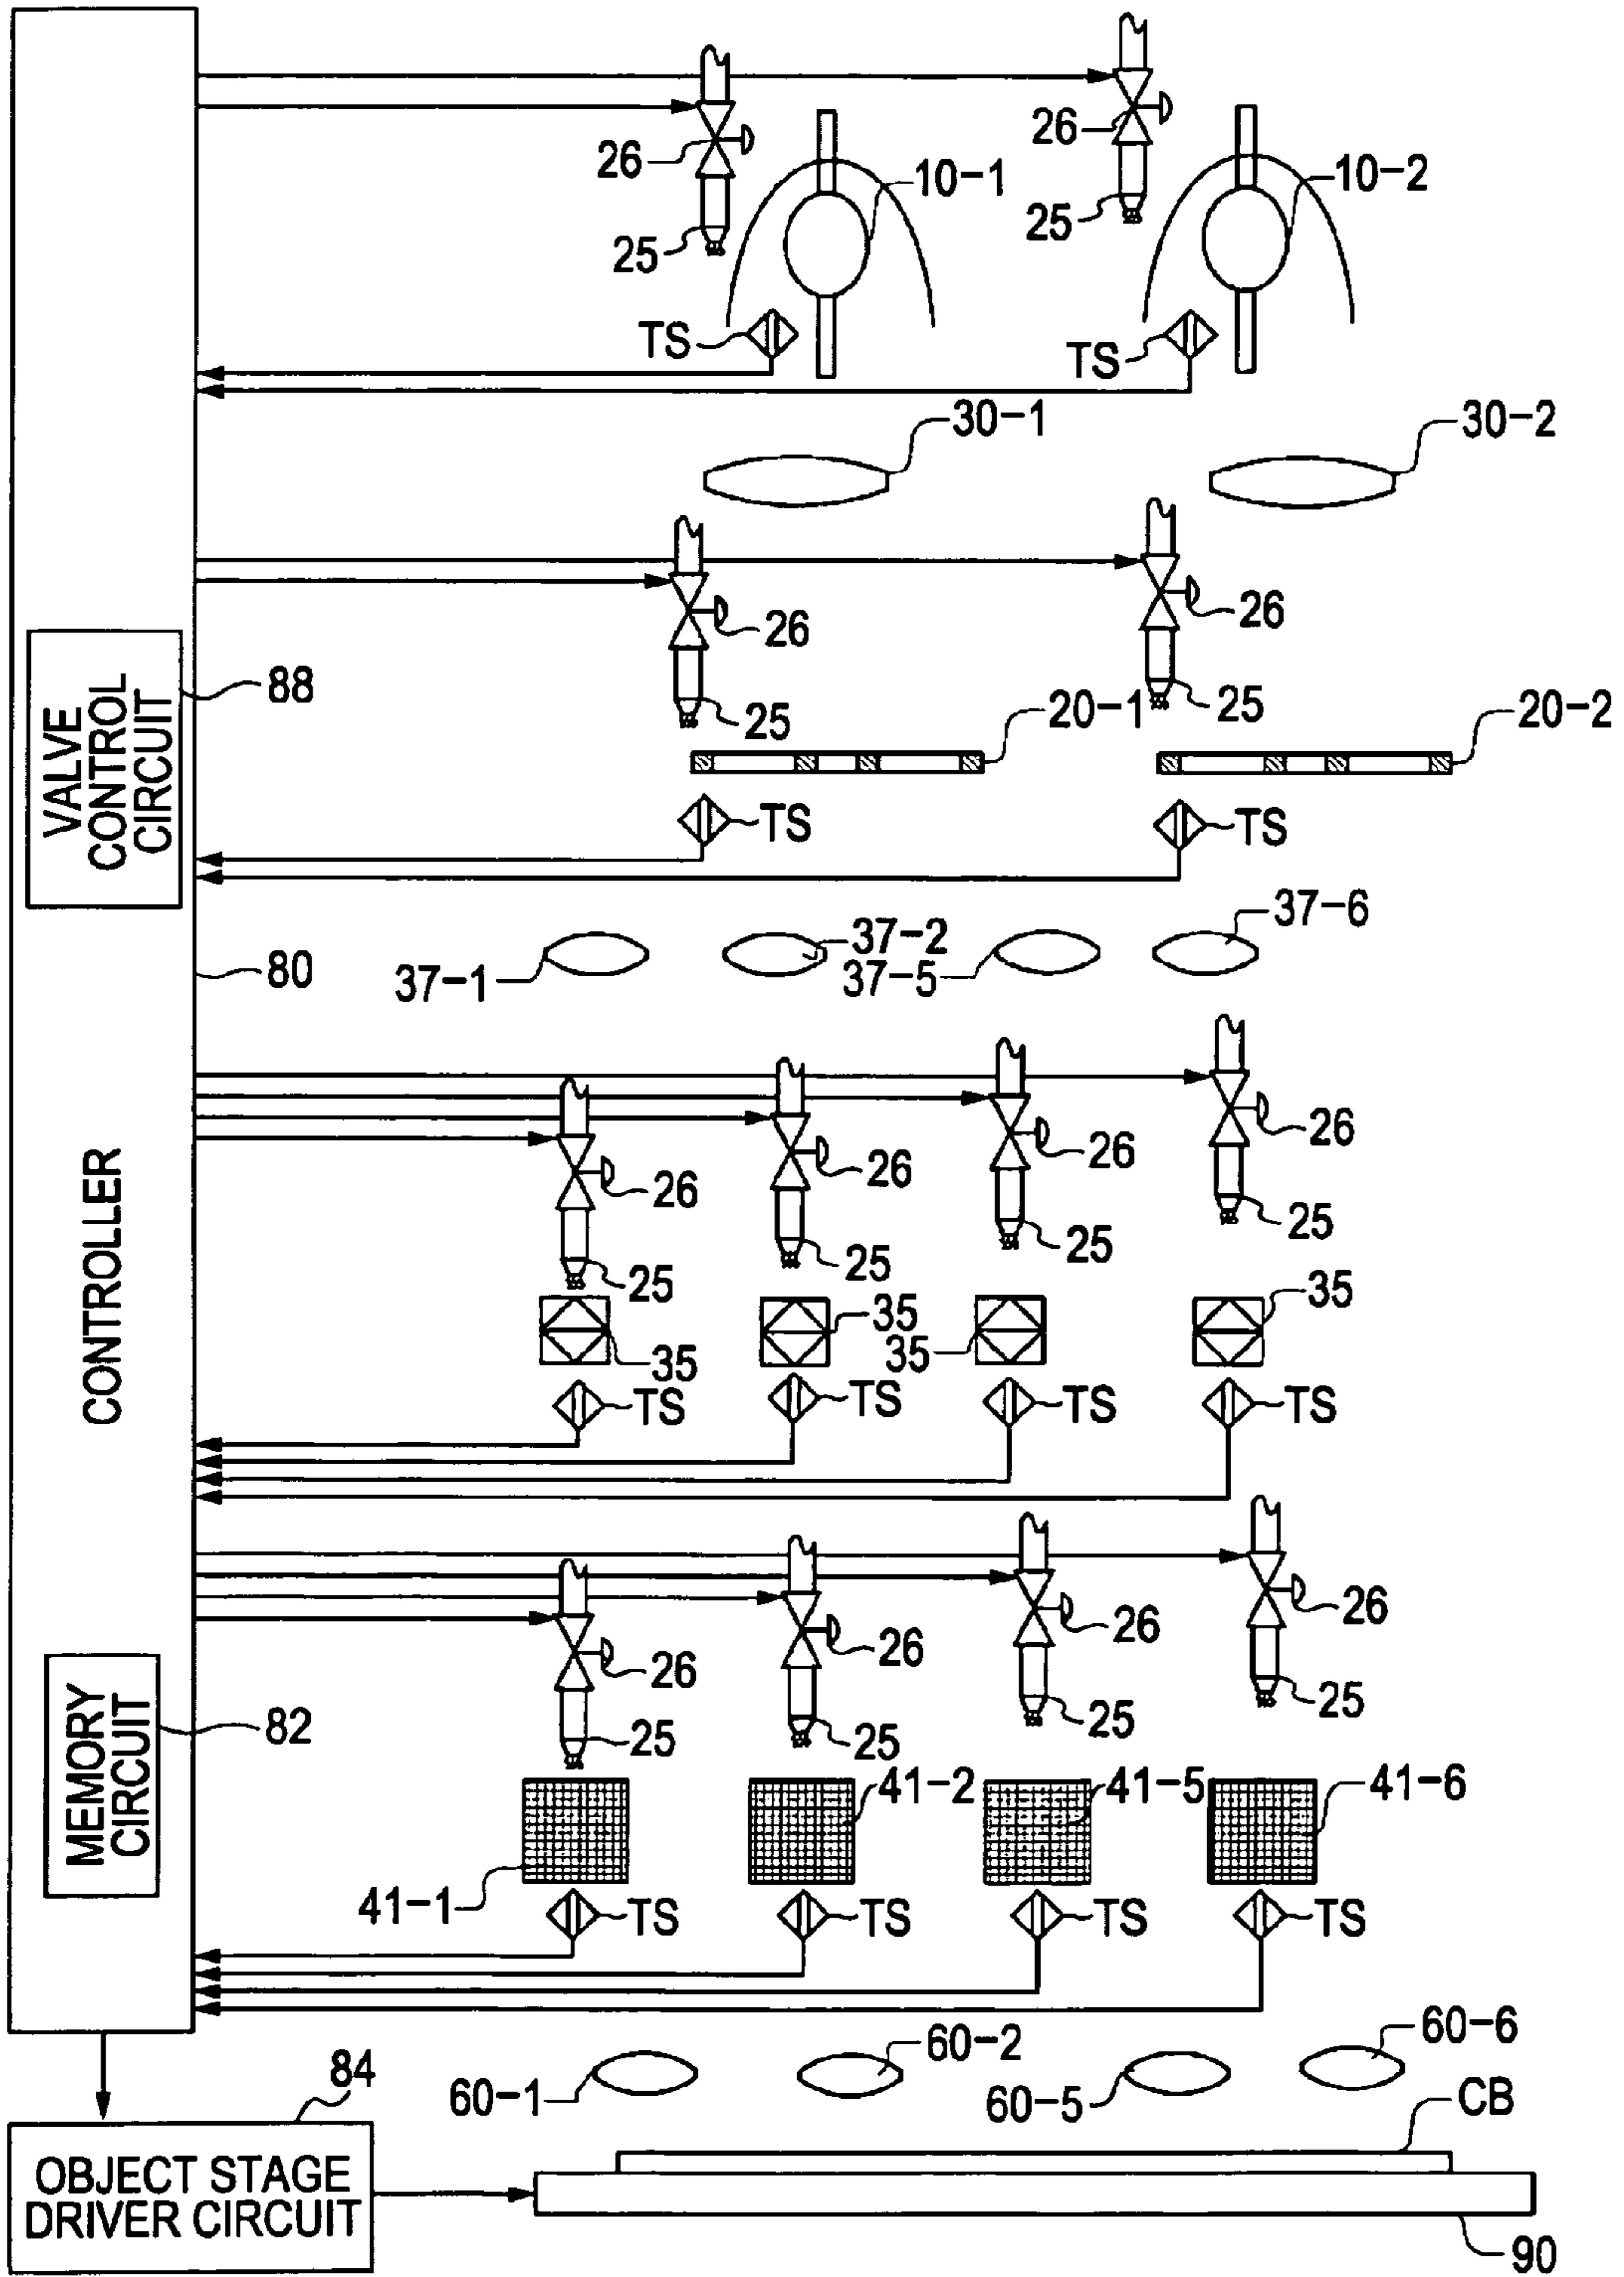 26
10-1
26
10-2
25
25
TS
TS
30-1
30-2
26
26
VALVE
CONTROL
CIRCUIT
88
25
25
20-1
20-2
TS
TS
37-1
37-2
37-5
37-6
80
CONTROLLER
26
26
26
26
25
25
25
25
35
35
35
35
TS
TS
TS
TS
26
26
26
26
MEMORY
CIRCUIT
82
25
25
25
25
41-1
41-2
41-5
41-6
TS
TS
TS
TS
60-1
60-2
60-5
60-6
84
CB
OBJECT STAGE
DRIVER CIRCUIT
90